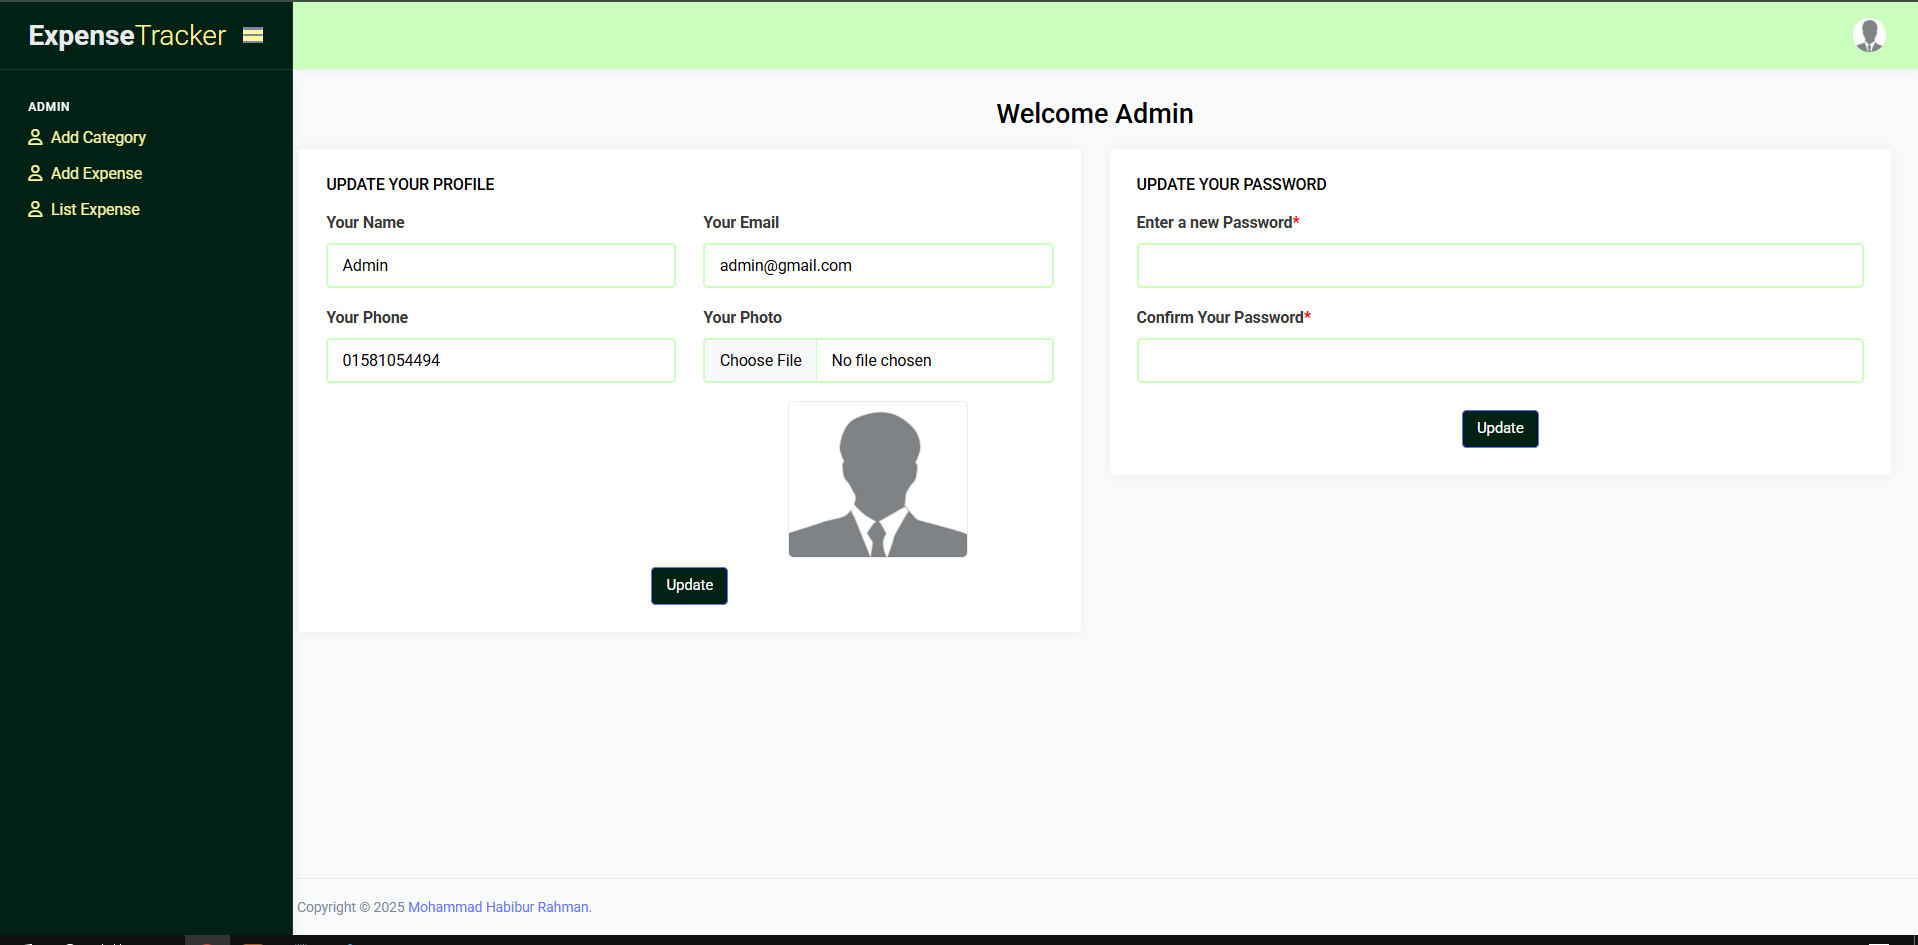 ExpenseTracker
ADMIN
Add Category
Add Expense
List Expense
Welcome Admin
UPDATE YOUR PROFILE
Your Name
Your Email
Admin
admin@gmail.com
Your Phone
Your Photo
01581054494
Choose File No file chosen
Update
UPDATE YOUR PASSWORD
Enter a new Password*
Confirm Your Password*
Update
Copyright © 2025 Mohammad Habibur Rahman.